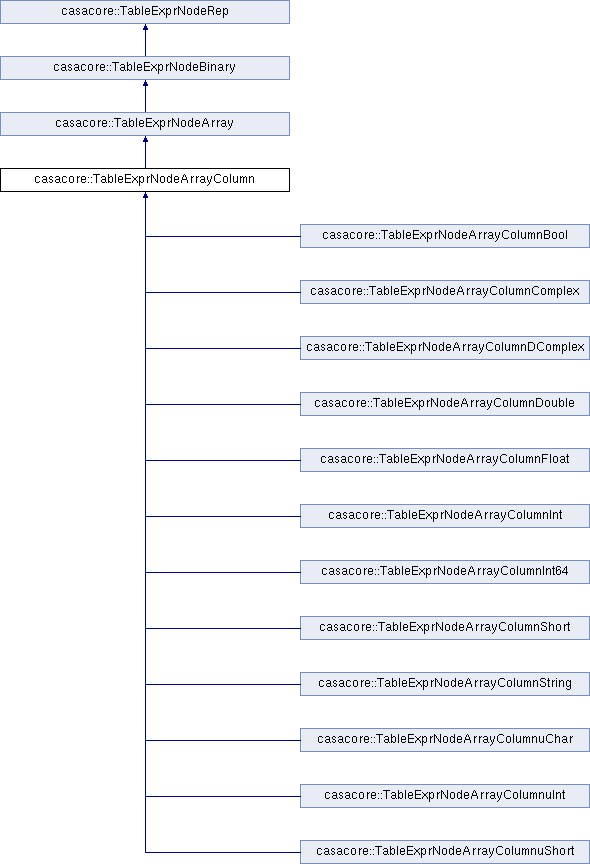 casacore::TableExprNodeRep
casacore::TableExprNodeBinary
casacore::TableExprNodeArray
casacore::TableExprNodeArrayColumn
casacore::TableExprNodeArrayColumnBool
casacore::TableExprNodeArrayColumnComplex
casacore::TableExprNodeArrayColumnDComplex
casacore::TableExprNodeArrayColumnDouble
casacore::TableExprNodeArrayColumnFloat
casacore::TableExprNodeArrayColumnInt
casacore::TableExprNodeArrayColumnInt64
casacore::TableExprNodeArrayColumnShort
casacore::TableExprNodeArrayColumnString
casacore::TableExprNodeArrayColumnuChar
casacore::TableExprNodeArrayColumnuInt
casacore::TableExprNodeArrayColumnuShort